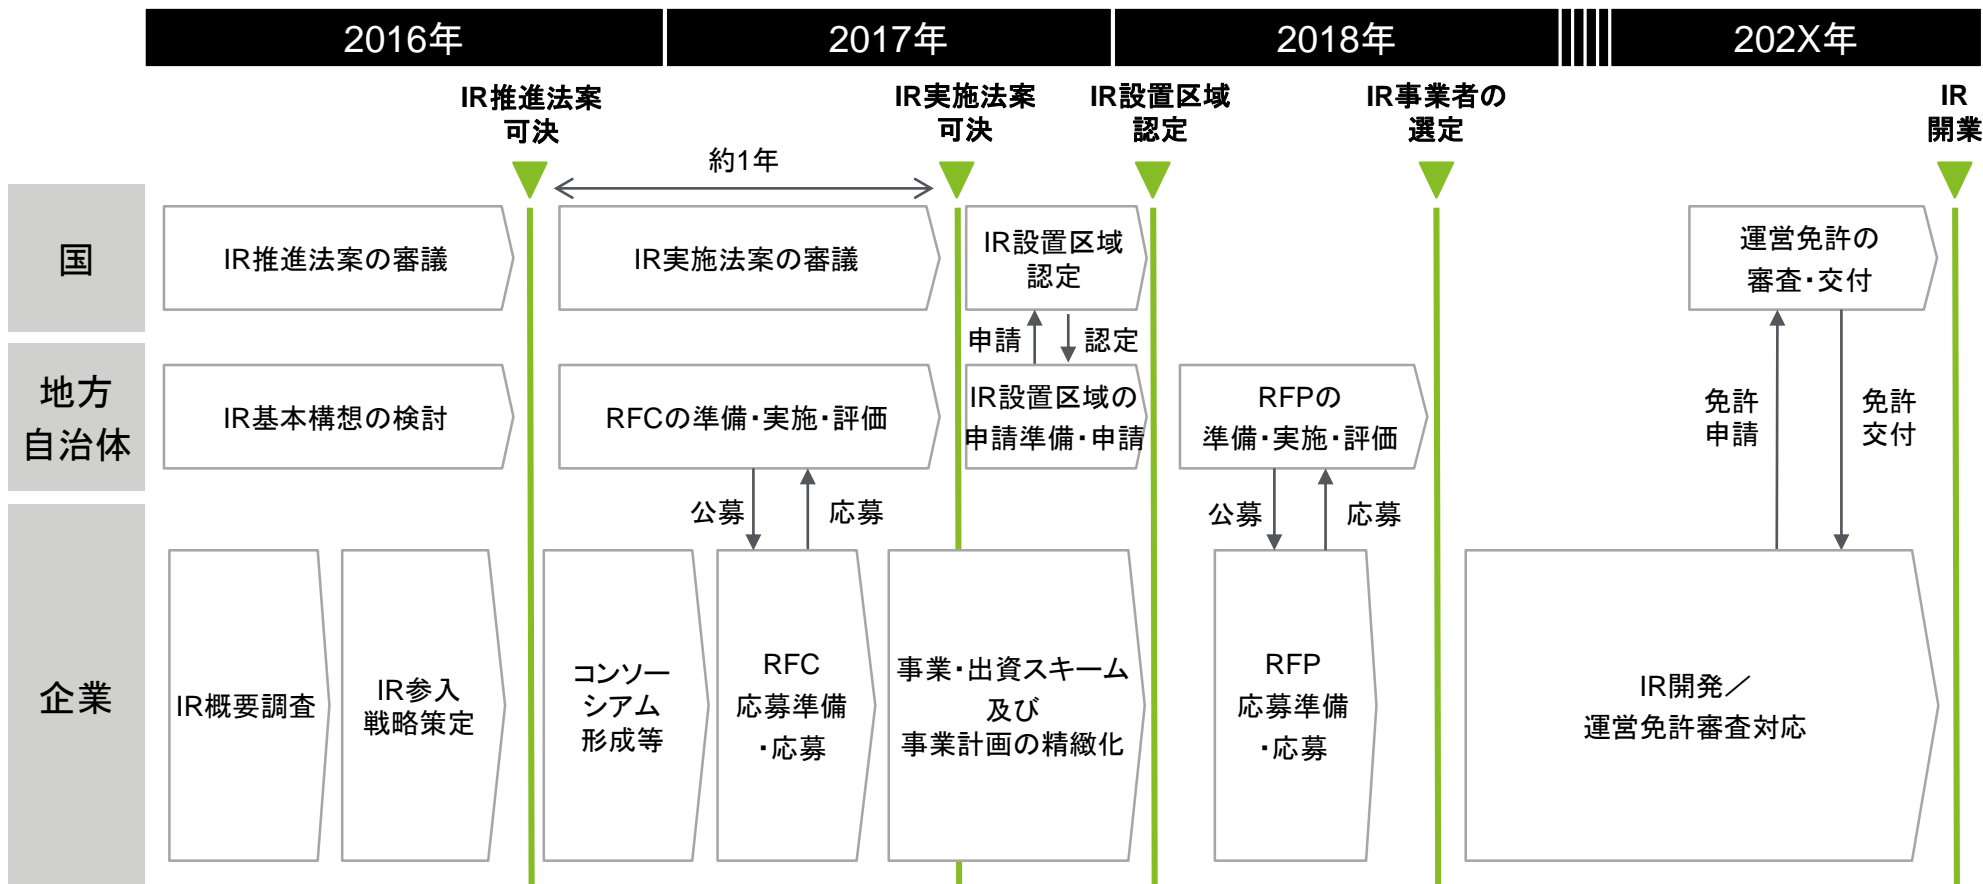 2016年
2017年
2018年
202X年
IR推進法案
可決
IR実施法案
可決
IR設置区域
認定
IR事業者の
選定
IR
開業
約1年
国
IR推進法案の審議
IR実施法案の審議
IR設置区域
認定
運営免許の
審査・交付
申請
認定
地方
自治体
IR基本構想の検討
RFCの準備・実施・評価
IR設置区域の
申請準備・申請
RFPの
準備・実施・評価
免許
申請
免許
交付
公募
応募
公募
応募
企業
IR概要調査
IR参入
戦略策定
コンソー
シアム
形成等
RFC
応募準備
・応募
事業・出資スキーム
及び
事業計画の精緻化
RFP
応募準備
・応募
IR開発／
運営免許審査対応